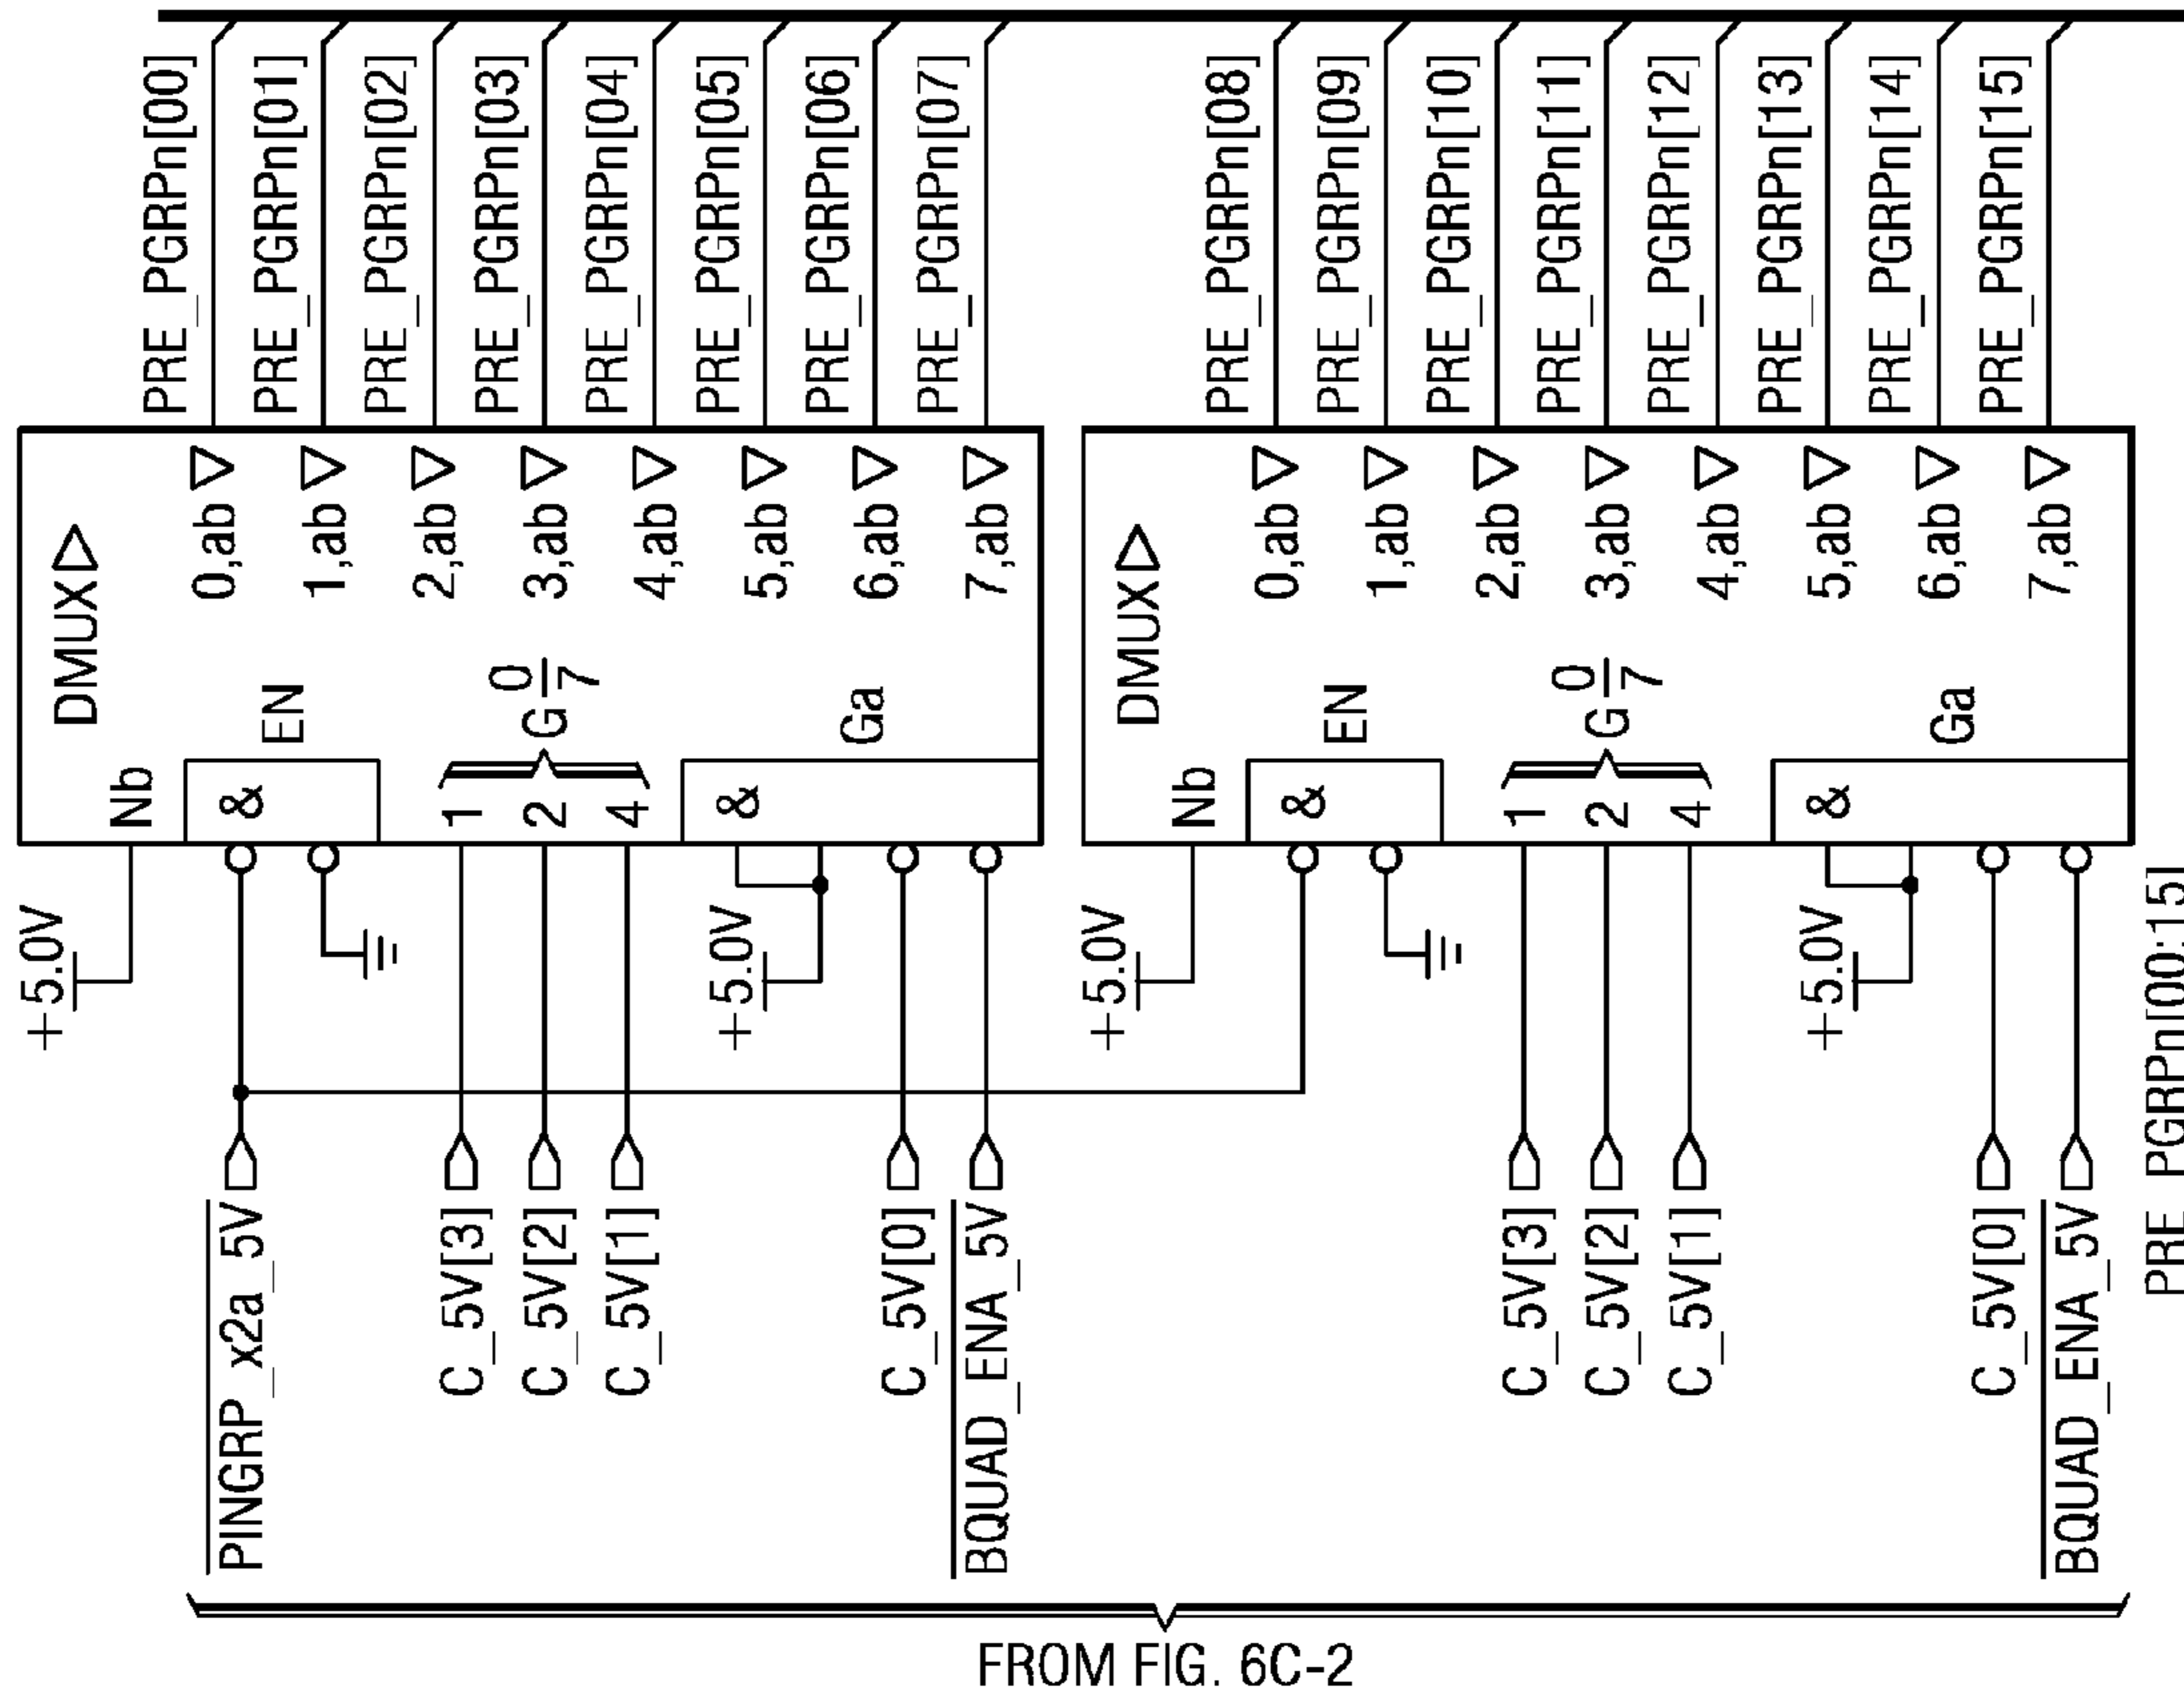 PRE_PGRPn[00]
PRE_PGRPn[01]
PRE_PGRPn[02]
PRE_PGRPn[03]
PRE_PGRPn[04]
PRE_PGRPn[05]
PRE_PGRPn[06]
PRE_PGRPn[07]
PRE_PGRPn[08]
PRE_PGRPn[09]
PRE_PGRPn[10]
PRE_PGRPn[11]
PRE_PGRPn[12]
PRE_PGRPn[13]
PRE_PGRPn[14]
PRE_PGRPn[15]
DMUX▷
0,ab ▽
1,ab ▽
2,ab ▽
3,ab ▽
4,ab ▽
5,ab ▽
6,ab ▽
7,ab ▽
Nb
&
EN
1
2
4
G 0/7
&
Ga
DMUX▷
0,ab ▽
1,ab ▽
2,ab ▽
3,ab ▽
4,ab ▽
5,ab ▽
6,ab ▽
7,ab ▽
Nb
&
EN
1
2
4
G 0/7
&
Ga
+5.0V
+5.0V
+5.0V
+5.0V
PINGRP_x2a_5V
C_5V[3]
C_5V[2]
C_5V[1]
C_5V[0]
BQUAD_ENA_5V
C_5V[3]
C_5V[2]
C_5V[1]
C_5V[0]
BQUAD_ENA_5V
PRE_PGRPn[00:15]
FROM FIG. 6C-2